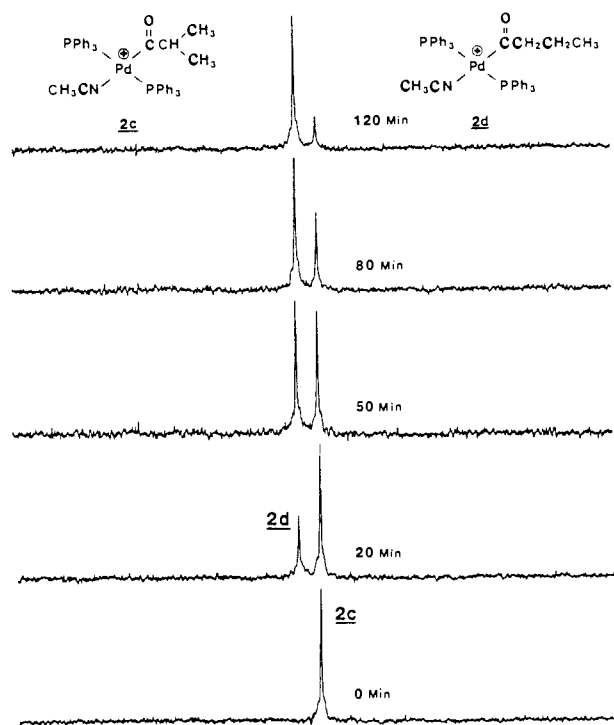 O
PPh3 ⊕ C CH3
Pd CH
CH3CN PPh3 CH3
2c
O
PPh3 ⊕ CCH2CH2CH3
Pd
CH3CN PPh3
2d
120 Min
80 Min
50 Min
2d
20 Min
2c
0 Min